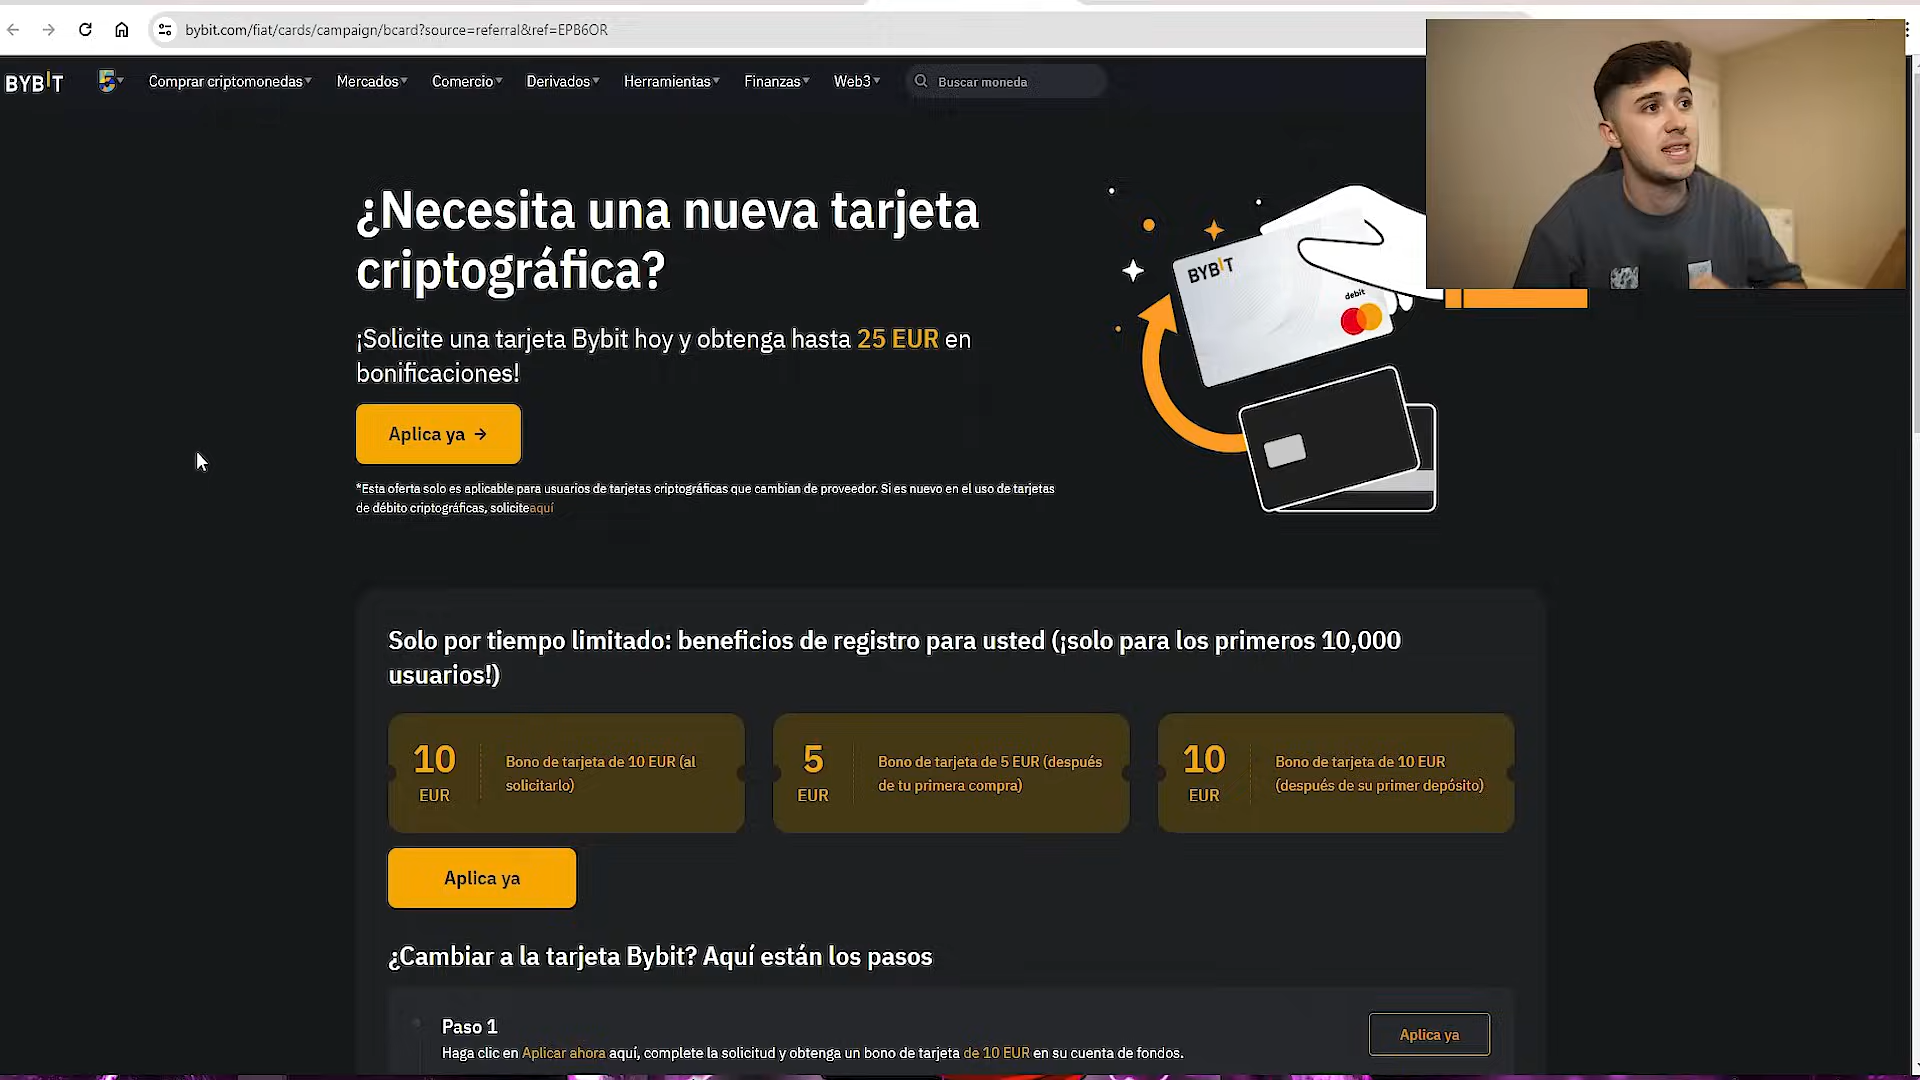 bybit.com/fiat/cards/campaign/bcard?source=referral&ref=EPB6OR
BYBIT
Comprar criptomonedas
Mercados
Comercio
Derivados
Herramientas
Finanzas
Web3
Buscar moneda
¿Necesita una nueva tarjeta
criptográfica?
¡Solicite una tarjeta Bybit hoy y obtenga hasta 25 EUR en
bonificaciones!
Aplica ya →
*Esta oferta solo es aplicable para usuarios de tarjetas criptográficas que cambian de proveedor. Si es nuevo en el uso de tarjetas
de débito criptográficas, soliciteaquí
BYBIT
debit
Solo por tiempo limitado: beneficios de registro para usted (¡solo para los primeros 10,000
usuarios!)
10
EUR
Bono de tarjeta de 10 EUR (al
solicitarlo)
5
EUR
Bono de tarjeta de 5 EUR (después
de tu primera compra)
10
EUR
Bono de tarjeta de 10 EUR
(después de su primer depósito)
Aplica ya
¿Cambiar a la tarjeta Bybit? Aquí están los pasos
Paso 1
Haga clic en Aplicar ahora aquí, complete la solicitud y obtenga un bono de tarjeta de 10 EUR en su cuenta de fondos.
Aplica ya